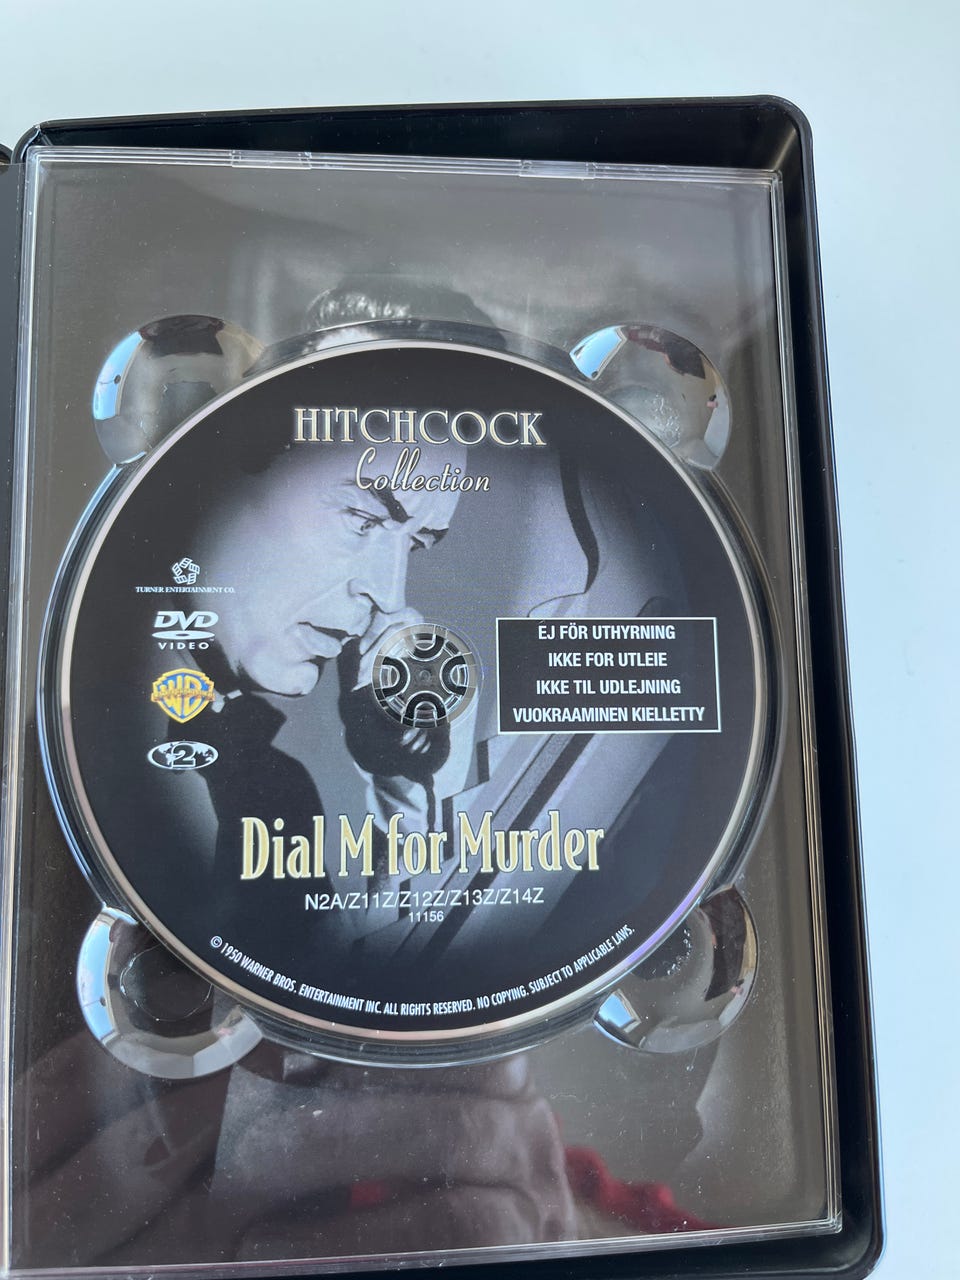 HITCHCOCK
Collection
TURNER ENTERTAINMENT CO.
DVD
VIDEO
WB
2
EJ FÖR UTHYRNING
IKKE FOR UTLEIE
IKKE TIL UDLEJNING
VUOKRAAMINEN KIELLETTY
Dial M for Murder
N2A/Z11Z/Z12Z/Z13Z/Z14Z
11156
© 1950 WARNER BROS. ENTERTAINMENT INC. ALL RIGHTS RESERVED. NO COPYING. SUBJECT TO APPLICABLE LAWS.